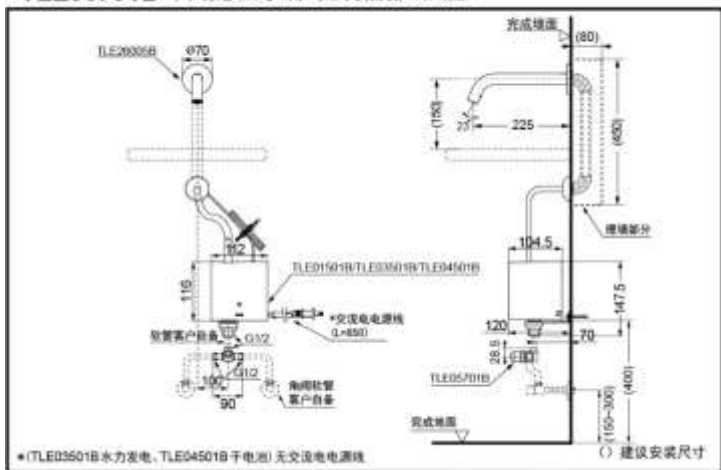 完成墙面
(80)
TLE26005B
Ø70
(150)
23°
225
(450)
埋墙部分
112
104.5
TLE01501B/TLE03501B/TLE04501B
116
147.5
*交流电电源线
(L=650)
软管客户自备
G1/2
120
70
28.5
G1/2
TLE05701B
100
角阀软管
客户自备
90
(400)
(150~300)
完成地面
*(TLE03501B水力发电、TLE04501B干电池)无交流电电源线
()建议安装尺寸